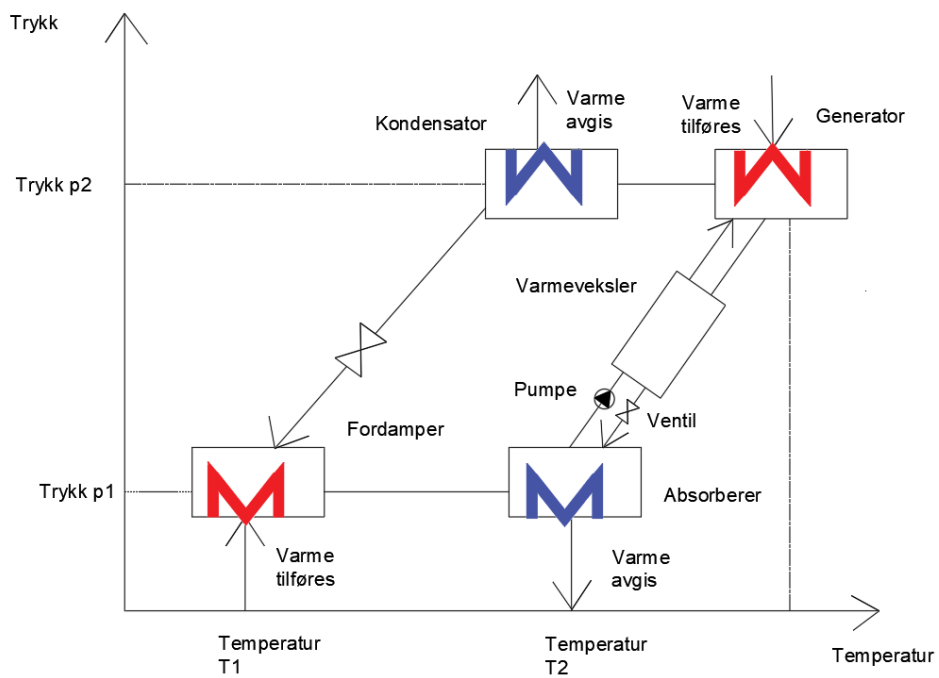 Trykk
Varme
avgis
Kondensator
Varme
tilføres
Generator
Trykk p2
Varmeveksler
Pumpe
Ventil
Fordamper
Trykk p1
Absorberer
Varme
tilføres
Varme
avgis
Temperatur
T1
Temperatur
T2
Temperatur